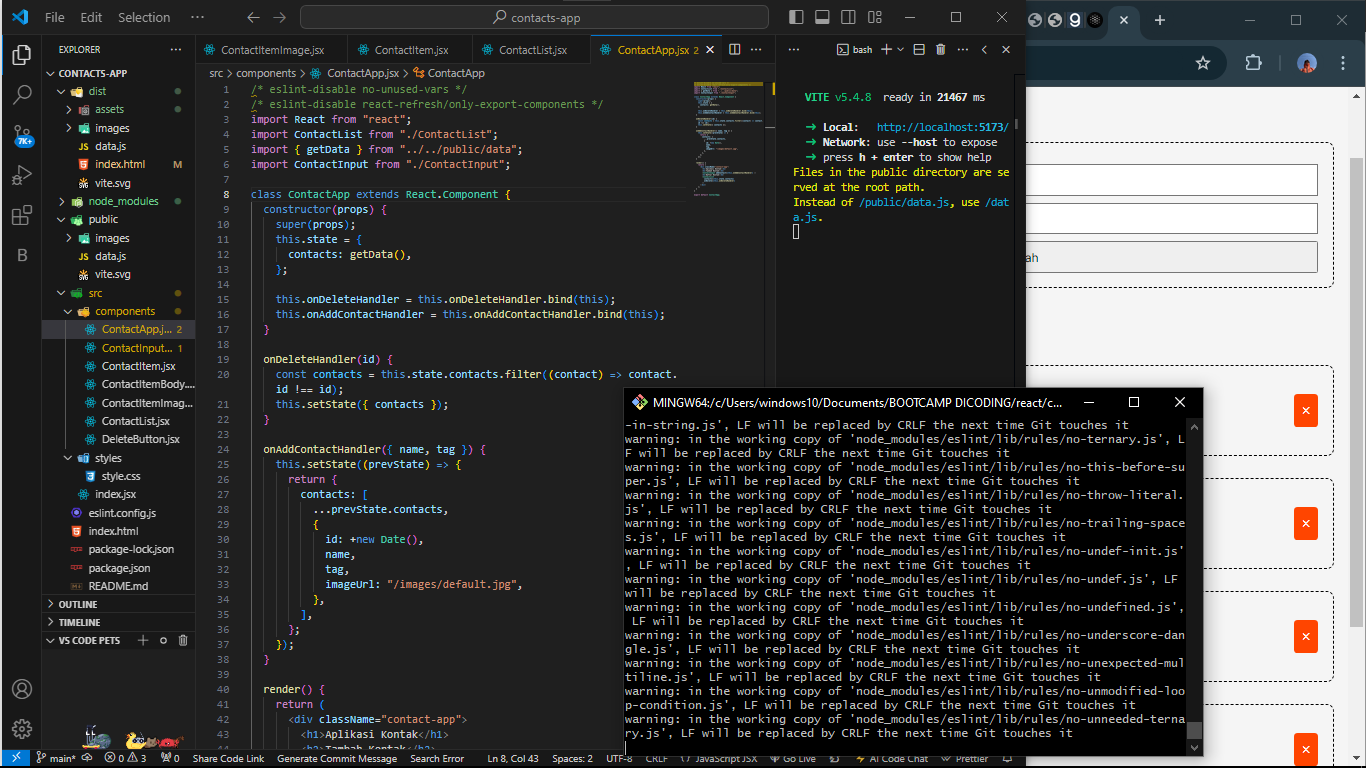 File Edit Selection ···
contacts-app
EXPLORER
CONTACTS-APP
dist
assets
images
data.js
index.html M
vite.svg
node_modules
public
images
data.js
vite.svg
src
components
ContactApp.j... 2
ContactInput... 1
ContactItem.jsx
ContactItemBody....
ContactItemImag...
ContactList.jsx
DeleteButton.jsx
styles
style.css
index.jsx
eslint.config.js
index.html
package-lock.json
package.json
README.md
OUTLINE
TIMELINE
VS CODE PETS
7K+
B
ContactItemImage.jsx ContactItem.jsx ContactList.jsx ContactApp.jsx 2
src > components > ContactApp.jsx > ContactApp
1 /* eslint-disable no-unused-vars */
2 /* eslint-disable react-refresh/only-export-components */
3 import React from "react";
4 import ContactList from "./ContactList";
5 import { getData } from "../../public/data";
6 import ContactInput from "./ContactInput";
7
8 class ContactApp extends React.Component {
9 constructor(props) {
10 super(props);
11 this.state = {
12 contacts: getData(),
13 };
14
15 this.onDeleteHandler = this.onDeleteHandler.bind(this);
16 this.onAddContactHandler = this.onAddContactHandler.bind(this);
17 }
18
19 onDeleteHandler(id) {
20 const contacts = this.state.contacts.filter((contact) => contact.
id !== id);
21 this.setState({ contacts });
22 }
23
24 onAddContactHandler({ name, tag }) {
25 this.setState((prevState) => {
26 return {
27 contacts: [
28 ...prevState.contacts,
29 {
30 id: +new Date(),
31 name,
32 tag,
33 imageUrl: "/images/default.jpg",
34 },
35 ],
36 };
37 });
38 }
39
40 render() {
41 return (
42 <div className="contact-app">
43 <h1>Aplikasi Kontak</h1>
44 <h2>Tambah Kontak</h2>
bash
VITE v5.4.8 ready in 21467 ms
➜ Local: http://localhost:5173/
➜ Network: use --host to expose
➜ press h + enter to show help
Files in the public directory are se
rved at the root path.
Instead of /public/data.js, use /dat
a.js.
ah
MINGW64:/c/Users/windows10/Documents/BOOTCAMP DICODING/react/c...
-in-string.js', LF will be replaced by CRLF the next time Git touches it
warning: in the working copy of 'node_modules/eslint/lib/rules/no-ternary.js', L
F will be replaced by CRLF the next time Git touches it
warning: in the working copy of 'node_modules/eslint/lib/rules/no-this-before-su
per.js', LF will be replaced by CRLF the next time Git touches it
warning: in the working copy of 'node_modules/eslint/lib/rules/no-throw-literal.
js', LF will be replaced by CRLF the next time Git touches it
warning: in the working copy of 'node_modules/eslint/lib/rules/no-trailing-space
s.js', LF will be replaced by CRLF the next time Git touches it
warning: in the working copy of 'node_modules/eslint/lib/rules/no-undef-init.js'
, LF will be replaced by CRLF the next time Git touches it
warning: in the working copy of 'node_modules/eslint/lib/rules/no-undef.js', LF
will be replaced by CRLF the next time Git touches it
warning: in the working copy of 'node_modules/eslint/lib/rules/no-undefined.js',
LF will be replaced by CRLF the next time Git touches it
warning: in the working copy of 'node_modules/eslint/lib/rules/no-underscore-dan
gle.js', LF will be replaced by CRLF the next time Git touches it
warning: in the working copy of 'node_modules/eslint/lib/rules/no-unexpected-mul
tiline.js', LF will be replaced by CRLF the next time Git touches it
warning: in the working copy of 'node_modules/eslint/lib/rules/no-unmodified-loo
p-condition.js', LF will be replaced by CRLF the next time Git touches it
warning: in the working copy of 'node_modules/eslint/lib/rules/no-unneeded-terna
ry.js', LF will be replaced by CRLF the next time Git touches it
main* 0 3 0 Share Code Link Generate Commit Message Search Error Ln 8, Col 43 Spaces: 2 UTF-8 CRLF JavaScript JSX Go Live AI Code Chat Prettier